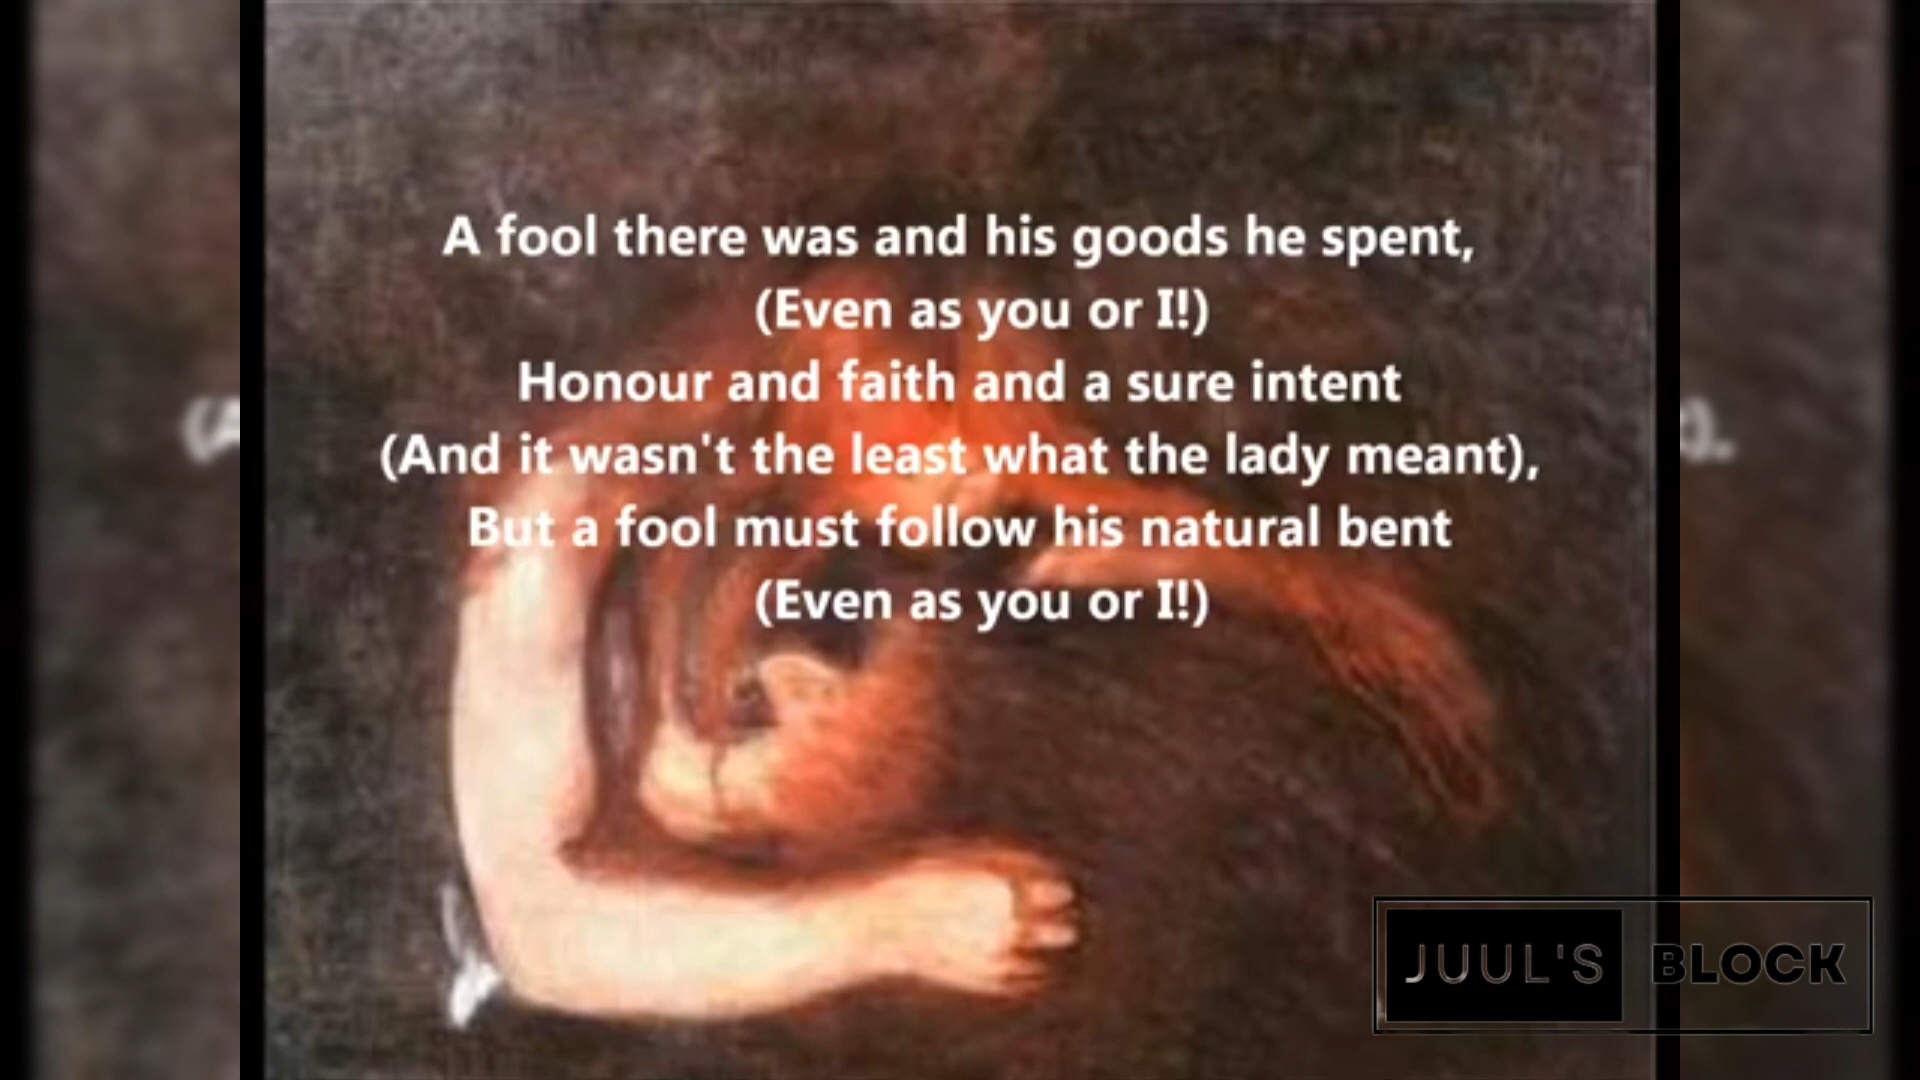 A fool there was and his goods he spent,
(Even as you or I!)
Honour and faith and a sure intent
(And it wasn't the least what the lady meant),
But a fool must follow his natural bent
(Even as you or I!)
JUUL'S BLOCK